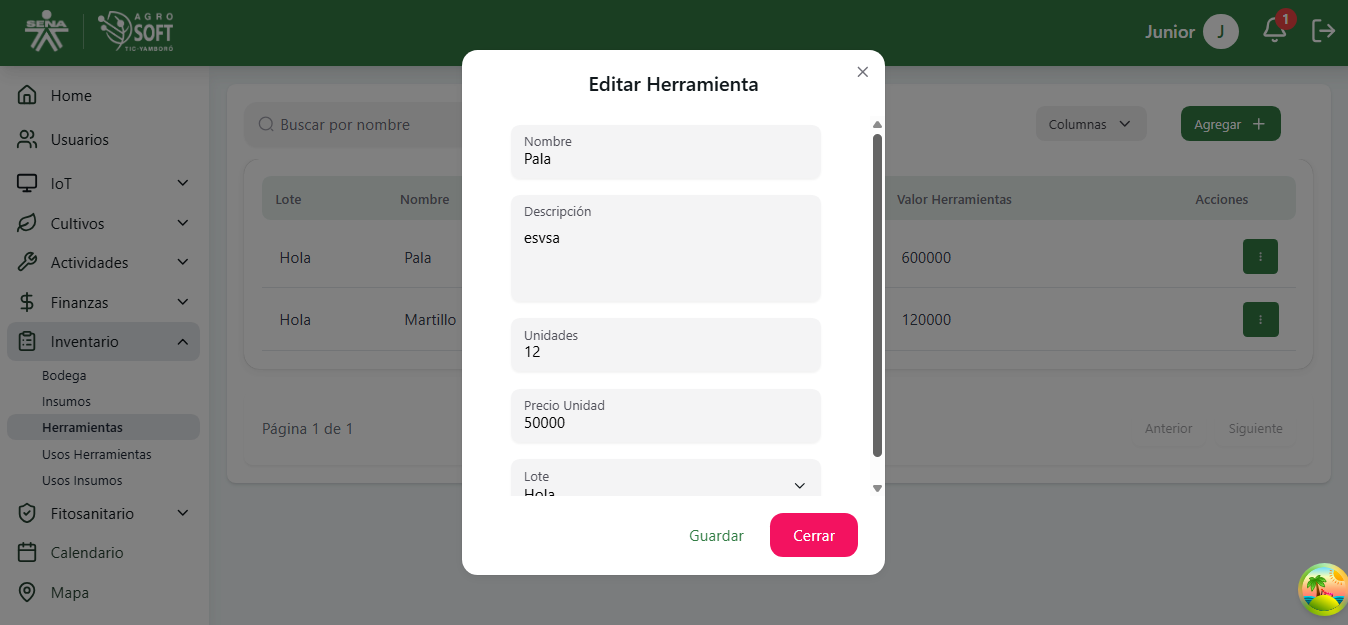 SENA
AGRO
SOFT
TIC-YAMBORÓ
Junior
J
1
Home
Usuarios
IoT
Cultivos
Actividades
Finanzas
Inventario
Bodega
Insumos
Herramientas
Usos Herramientas
Usos Insumos
Fitosanitario
Calendario
Mapa
Buscar por nombre
Columnas
Agregar
Lote
Nombre
Valor Herramientas
Acciones
Hola
Pala
600000
Hola
Martillo
120000
Página 1 de 1
Anterior
Siguiente
Editar Herramienta
Nombre
Pala
Descripción
esvsa
Unidades
12
Precio Unidad
50000
Lote
Hola
Guardar
Cerrar